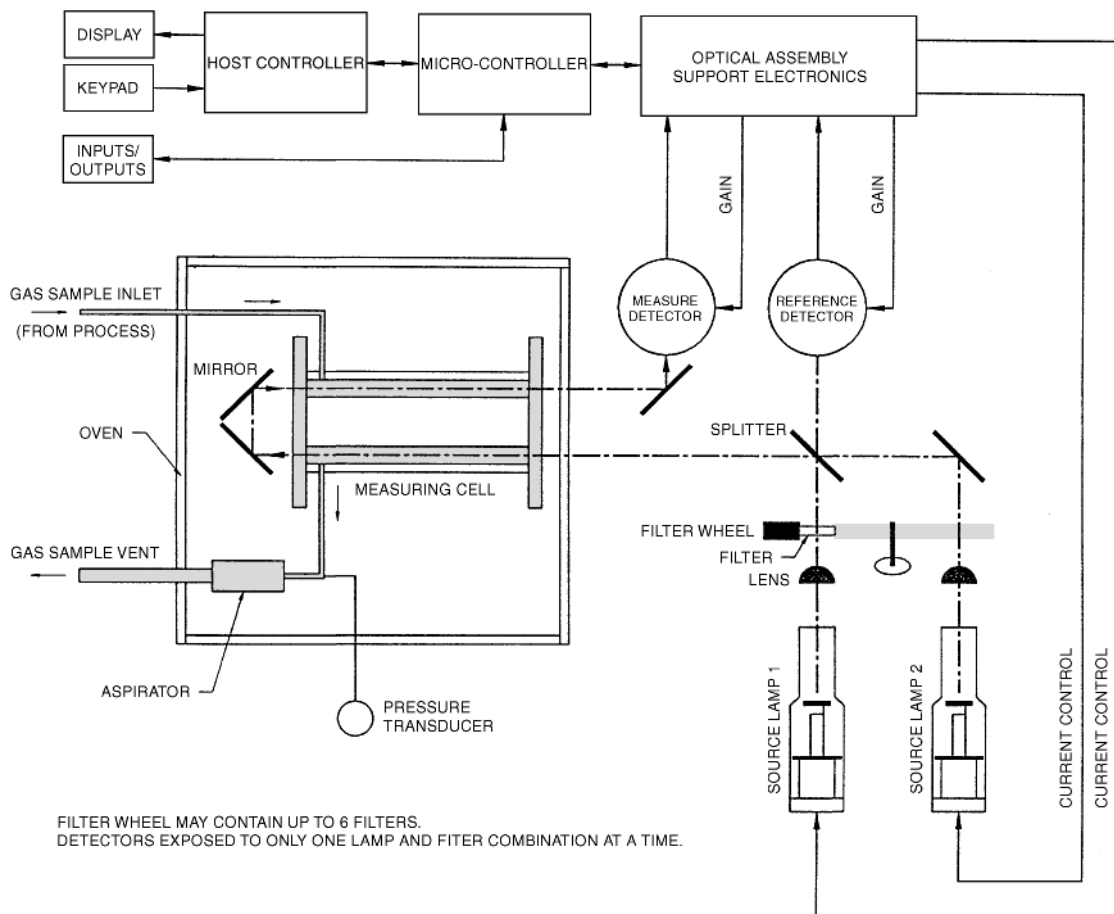 DISPLAY
HOST CONTROLLER
MICRO-CONTROLLER
OPTICAL ASSEMBLY
SUPPORT ELECTRONICS
KEYPAD
INPUTS/
OUTPUTS
GAIN
GAIN
GAS SAMPLE INLET
(FROM PROCESS)
MEASURE
DETECTOR
REFERENCE
DETECTOR
MIRROR
OVEN
SPLITTER
MEASURING CELL
FILTER WHEEL
FILTER
LENS
GAS SAMPLE VENT
ASPIRATOR
PRESSURE
TRANSDUCER
SOURCE LAMP 1
SOURCE LAMP 2
CURRENT CONTROL
CURRENT CONTROL
FILTER WHEEL MAY CONTAIN UP TO 6 FILTERS.
DETECTORS EXPOSED TO ONLY ONE LAMP AND FITER COMBINATION AT A TIME.